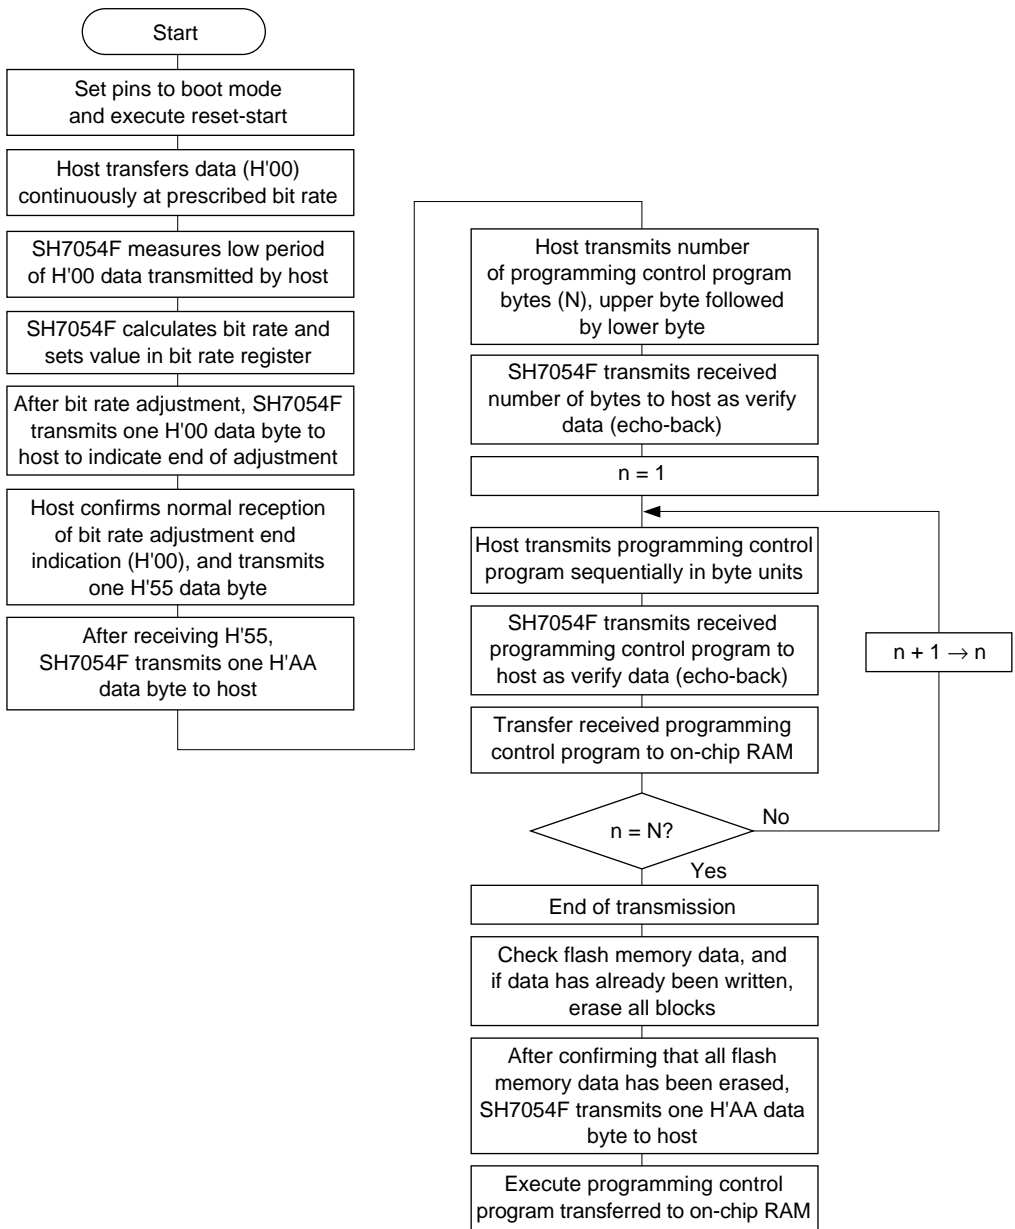 Start
Set pins to boot mode
and execute reset-start
Host transfers data (H'00)
continuously at prescribed bit rate
SH7054F measures low period
of H'00 data transmitted by host
SH7054F calculates bit rate and
sets value in bit rate register
After bit rate adjustment, SH7054F
transmits one H'00 data byte to
host to indicate end of adjustment
Host confirms normal reception
of bit rate adjustment end
indication (H'00), and transmits
one H'55 data byte
After receiving H'55,
SH7054F transmits one H'AA
data byte to host
Host transmits number
of programming control program
bytes (N), upper byte followed
by lower byte
SH7054F transmits received
number of bytes to host as verify
data (echo-back)
n = 1
Host transmits programming control
program sequentially in byte units
SH7054F transmits received
programming control program to
host as verify data (echo-back)
n + 1 → n
Transfer received programming
control program to on-chip RAM
n = N?
No
Yes
End of transmission
Check flash memory data, and
if data has already been written,
erase all blocks
After confirming that all flash
memory data has been erased,
SH7054F transmits one H'AA data
byte to host
Execute programming control
program transferred to on-chip RAM